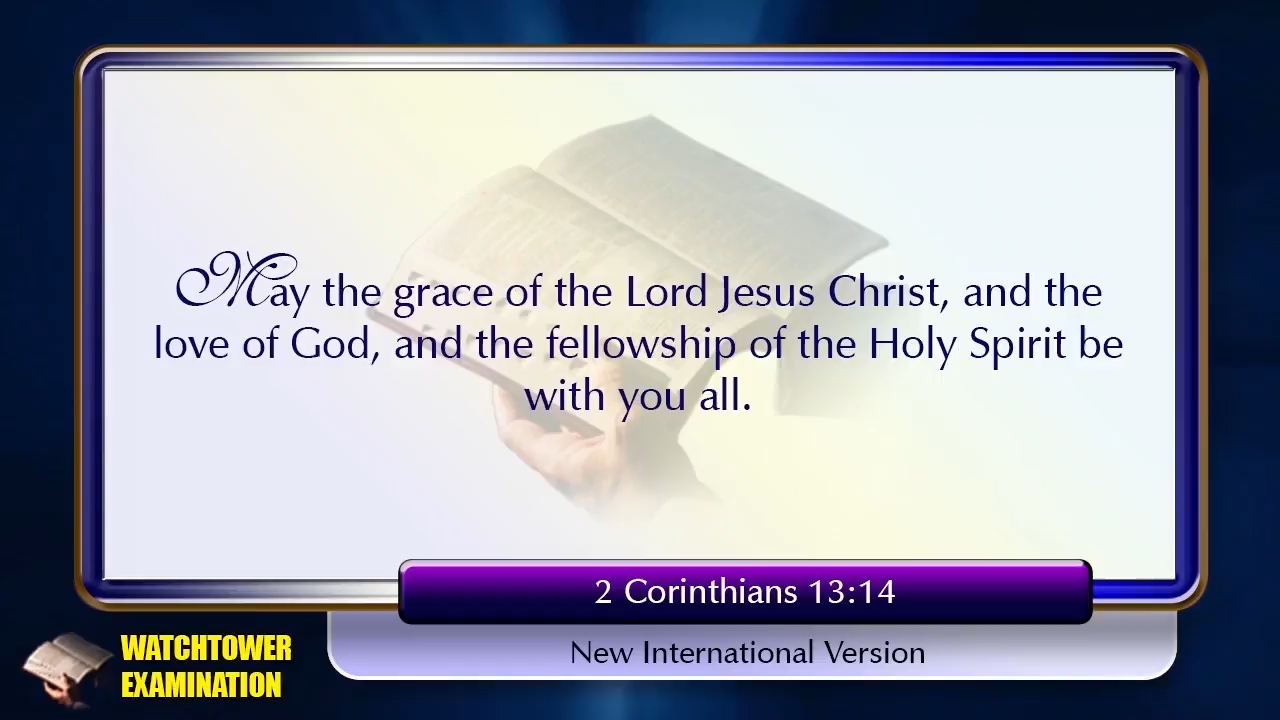 May the grace of the Lord Jesus Christ, and the
love of God, and the fellowship of the Holy Spirit be
with you all.
2 Corinthians 13:14
New International Version
WATCHTOWER
EXAMINATION